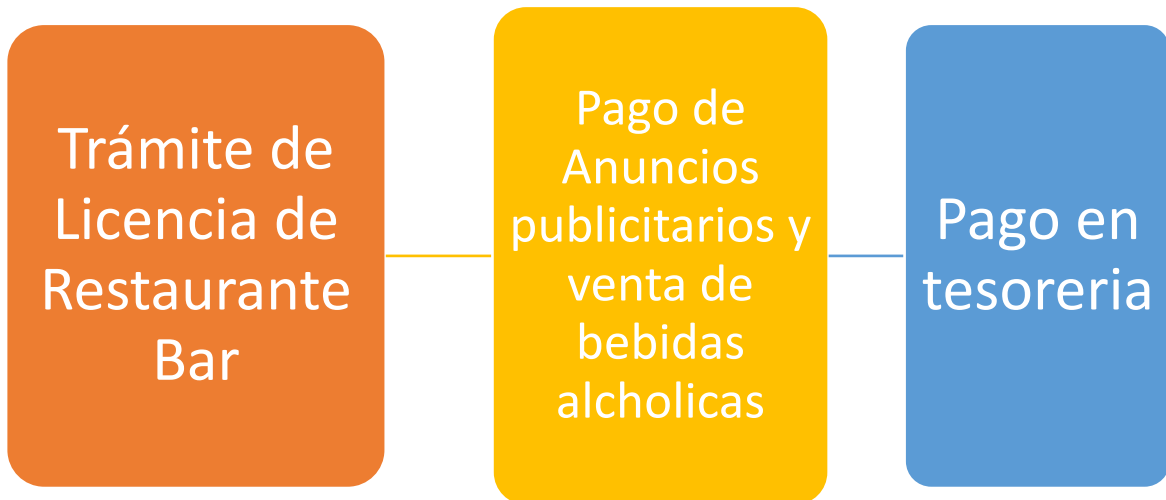 Trámite de
Licencia de
Restaurante
Bar
Pago de
Anuncios
publicitarios y
venta de
bebidas
alcholicas
Pago en
tesoreria